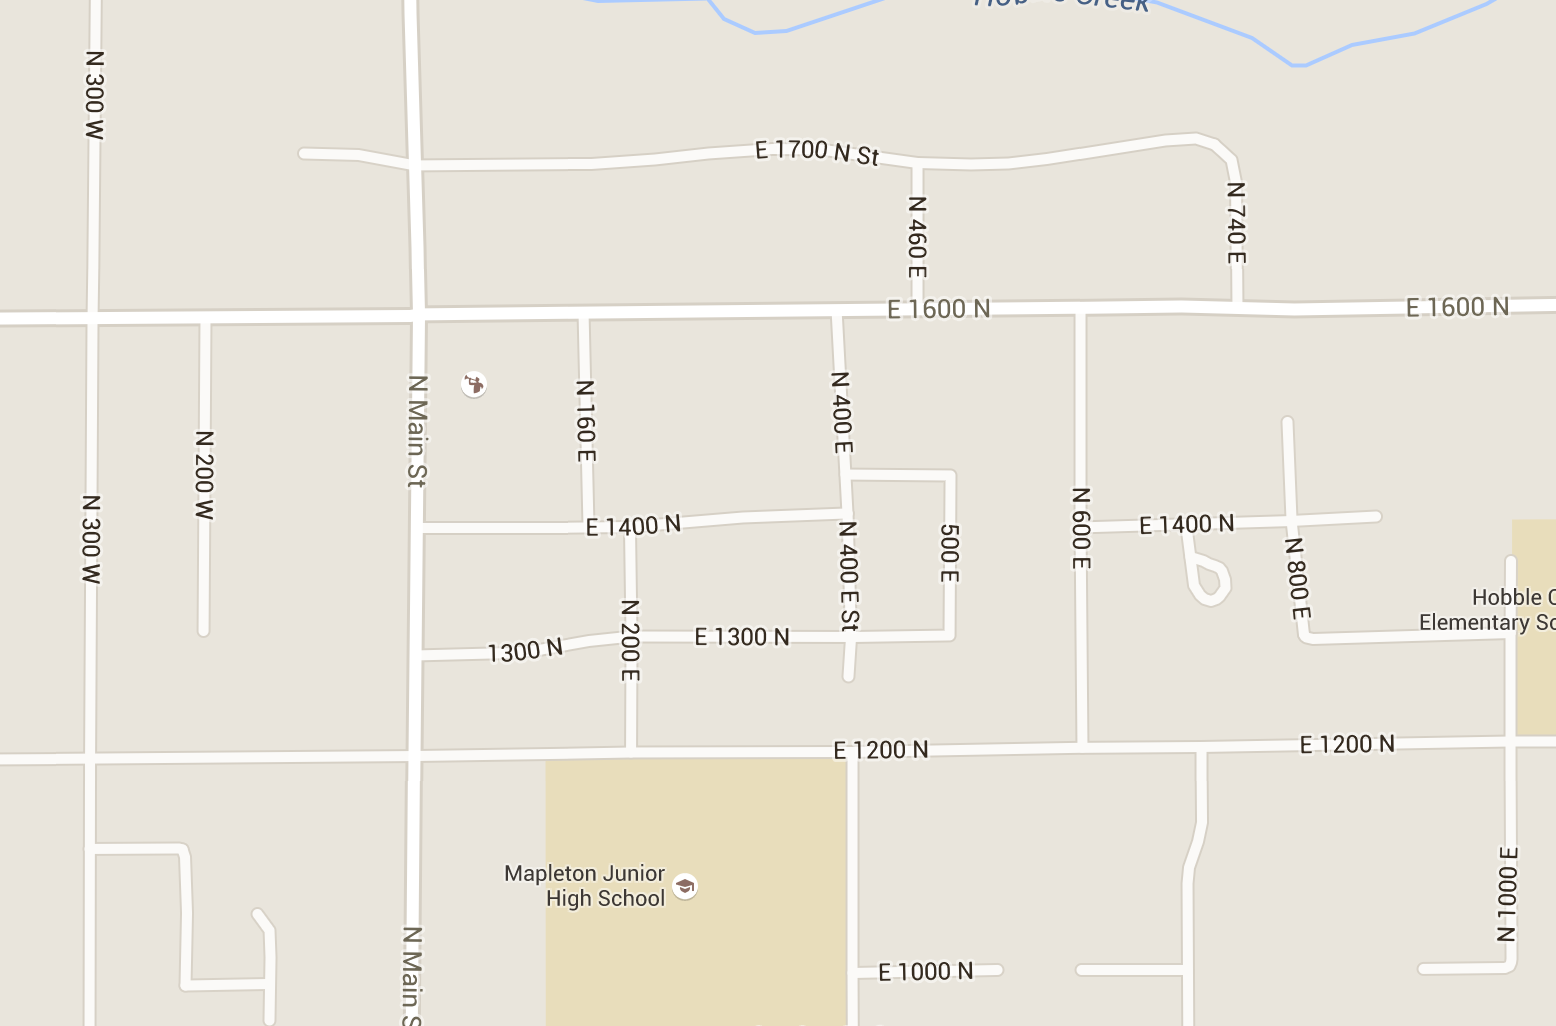 Creek
N 300 W
E 1700 N St
N 460 E
N 740 E
E 1600 N
E 1600 N
N Main St
N 160 E
N 400 E
N 200 W
N 300 W
E 1400 N
N 400 E St
500 E
N 600 E
E 1400 N
N 800 E
Hobble
Elementary
1300 N
N 200 E
E 1300 N
E 1200 N
E 1200 N
Mapleton Junior
High School
N 1000 E
N Main
E 1000 N